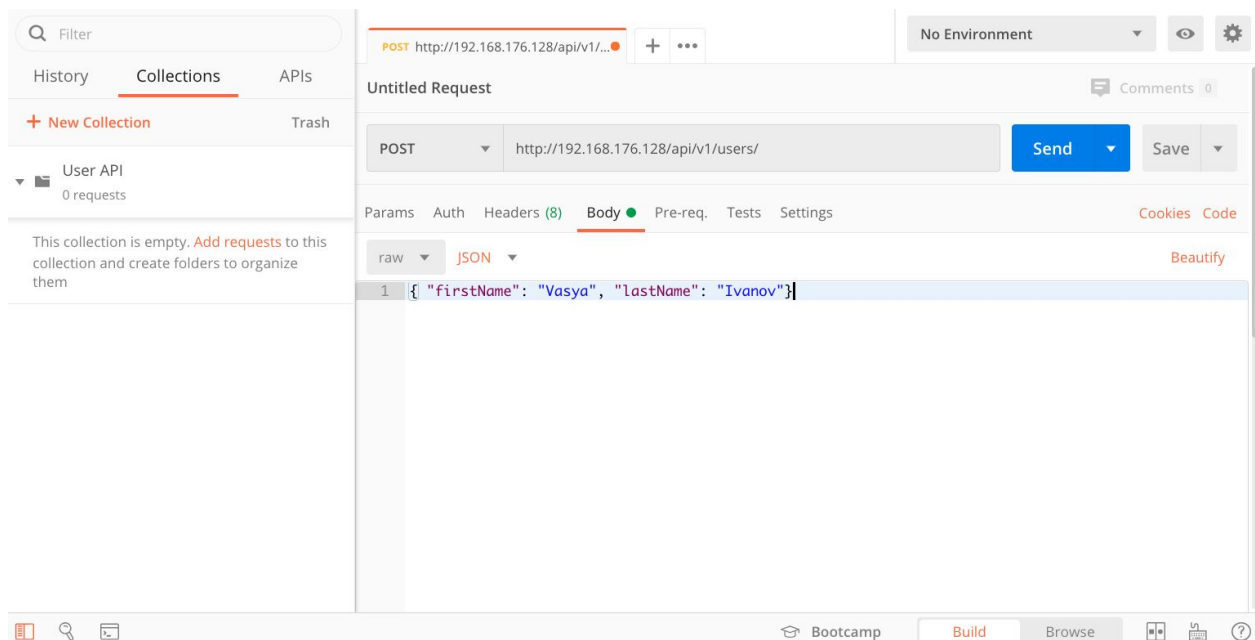 Filter
History Collections APIs
+ New Collection Trash
User API
0 requests
This collection is empty. Add requests to this
collection and create folders to organize
them
POST http://192.168.176.128/api/v1/...
No Environment
Untitled Request
Comments 0
POST http://192.168.176.128/api/v1/users/
Send Save
Params Auth Headers (8) Body Pre-req. Tests Settings Cookies Code
raw JSON Beautify
1 { "firstName": "Vasya", "lastName": "Ivanov"}
Bootcamp Build Browse